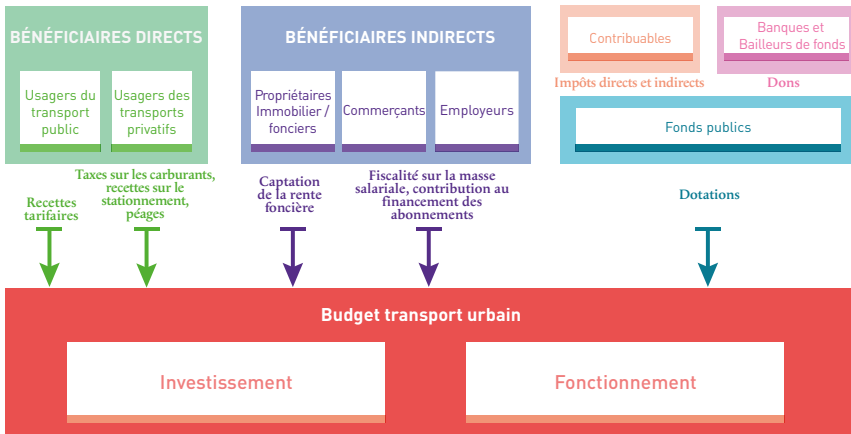 BÉNÉFICIAIRES DIRECTS
Usagers du
transport
public
Usagers des
transports
privatifs
BÉNÉFICIAIRES INDIRECTS
Propriétaires
Immobilier /
fonciers
Commerçants
Employeurs
Contribuables
Impôts directs et indirects
Banques et
Bailleurs de fonds
Dons
Fonds publics
Recettes
tarifaires
Taxes sur les carburants,
recettes sur le
stationnement,
péages
Captation
de la rente
foncière
Fiscalité sur la masse
salariale, contribution au
financement des
abonnements
Dotations
Budget transport urbain
Investissement
Fonctionnement